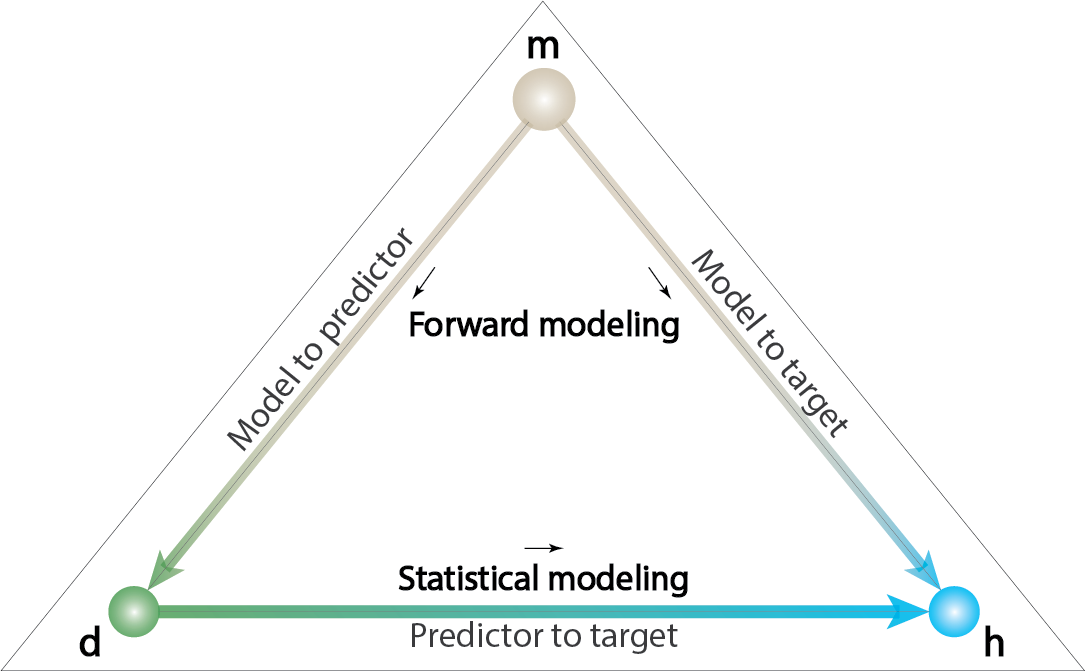 m
Model to predictor
Model to target
Forward modeling
Statistical modeling
d
h
Predictor to target